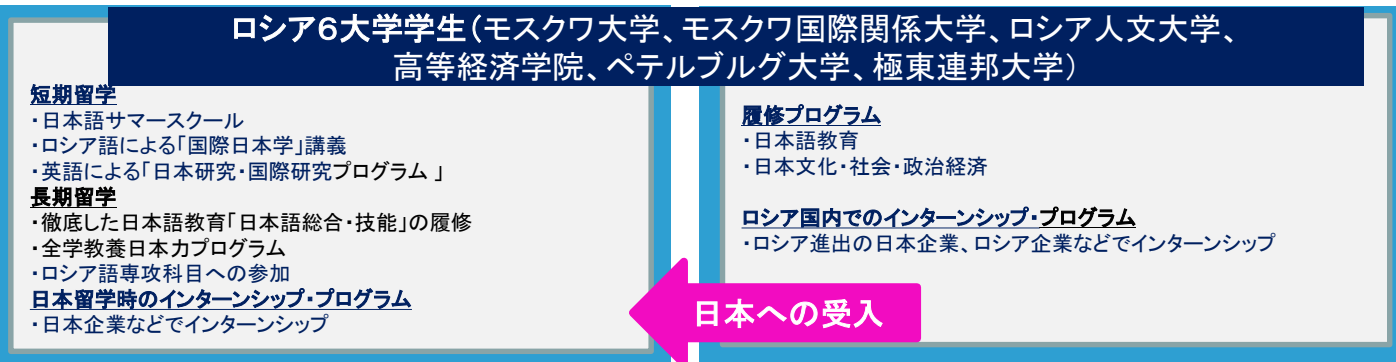 ロシア6大学学生（モスクワ大学、モスクワ国際関係大学、ロシア人文大学、
高等経済学院、ペテルブルグ大学、極東連邦大学）
短期留学
・日本語サマースクール
・ロシア語による「国際日本学」講義
・英語による「日本研究・国際研究プログラム 」
長期留学
・徹底した日本語教育「日本語総合・技能」の履修
・全学教養日本力プログラム
・ロシア語専攻科目への参加
日本留学時のインターンシップ・プログラム
・日本企業などでインターンシップ
履修プログラム
・日本語教育
・日本文化・社会・政治経済
ロシア国内でのインターンシップ・プログラム
・ロシア進出の日本企業、ロシア企業などでインターンシップ
日本への受入